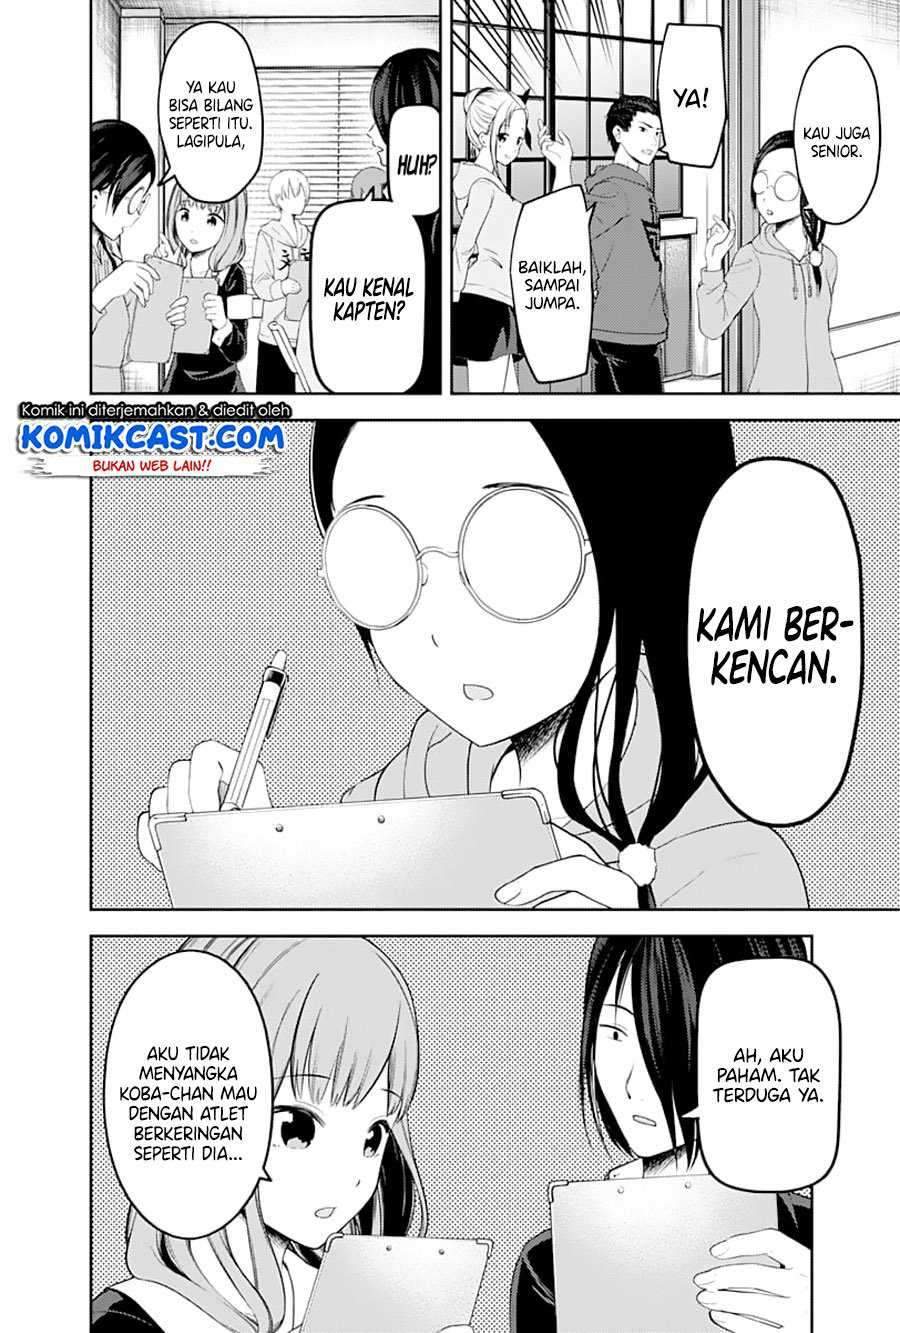 KAU JUGA
SENIOR.
YA!
BAIKLAH,
SAMPAI
JUMPA.
HUH?
KAU KENAL
KAPTEN?
YA KAU
BISA BILANG
SEPERTI ITU.
LAGIPULA,
Komik ini diterjemahkan & diedit oleh
KOMIKCAST.COM
BUKAN WEB LAIN!!
KAMI BER-
KENCAN.
AH, AKU
PAHAM. TAK
TERDUGA YA.
AKU TIDAK
MENYANGKA
KOBA-CHAN MAU
DENGAN ATLET
BERKERINGAN
SEPERTI DIA...